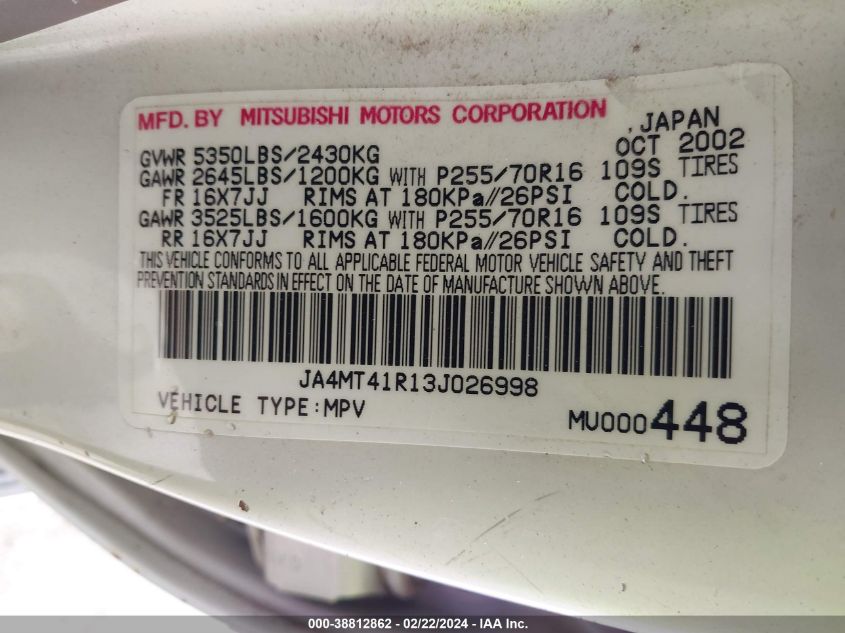 MFD. BY MITSUBISHI MOTORS CORPORATION , JAPAN
GVWR 5350LBS/2430KG OCT 2002
GAWR 2645LBS/1200KG WITH P255/70R16 109S TIRES
FR 16X7JJ RIMS AT 180KPa//26PSI COLD.
GAWR 3525LBS/1600KG WITH P255/70R16 109S TIRES
RR 16X7JJ RIMS AT 180KPa//26PSI COLD.
THIS VEHICLE CONFORMS TO ALL APPLICABLE FEDERAL MOTOR VEHICLE SAFETY AND THEFT
PREVENTION STANDARDS IN EFFECT ON THE DATE OF MANUFACTURE SHOWN ABOVE.
JA4MT41R13J026998
VEHICLE TYPE:MPV
MU000448
000-38812862 - 02/22/2024 - IAA, Inc.